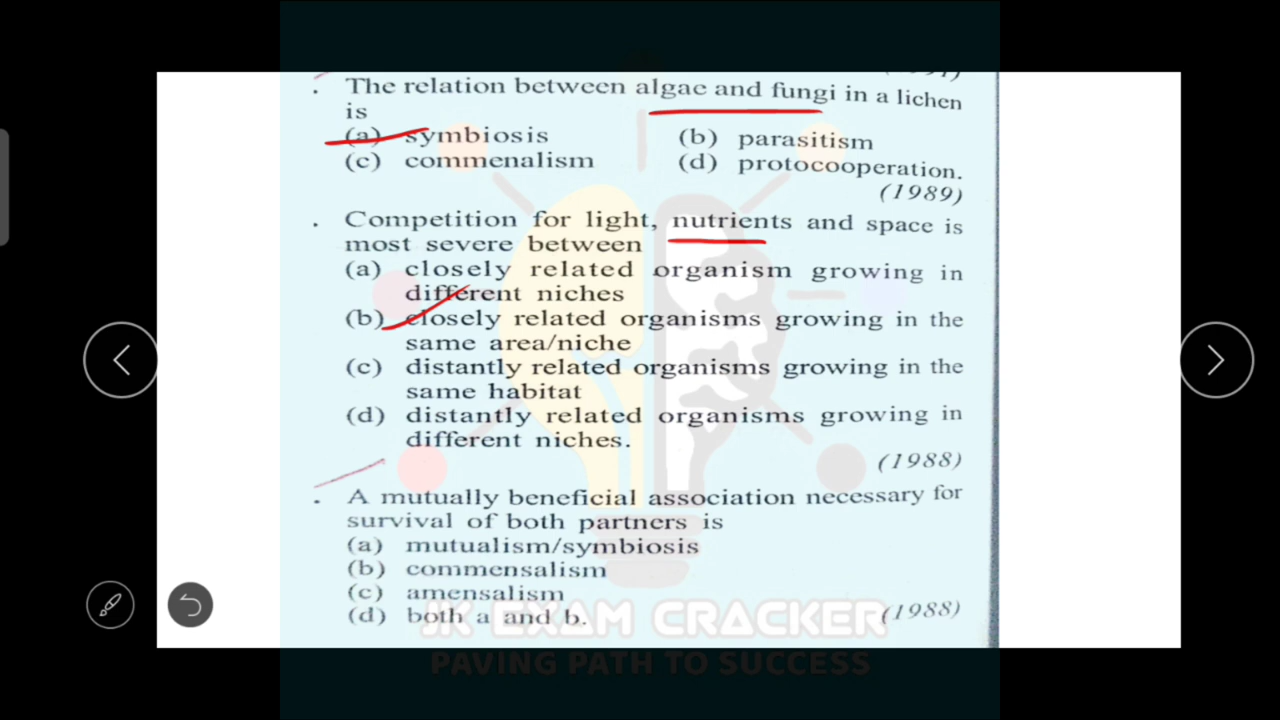 . The relation between algae and fungi in a lichen
is
(a) symbiosis (b) parasitism
(c) commenalism (d) protocooperation.
(1989)
. Competition for light, nutrients and space is
most severe between
(a) closely related organism growing in
different niches
(b) closely related organisms growing in the
same area/niche
(c) distantly related organisms growing in the
same habitat
(d) distantly related organisms growing in
different niches.
(1988)
. A mutually beneficial association necessary for
survival of both partners is
(a) mutualism/symbiosis
(b) commensalism
(c) amensalism
(d) both a and b. (1988)
JK EXAM CRACKER
PAVING PATH TO SUCCESS